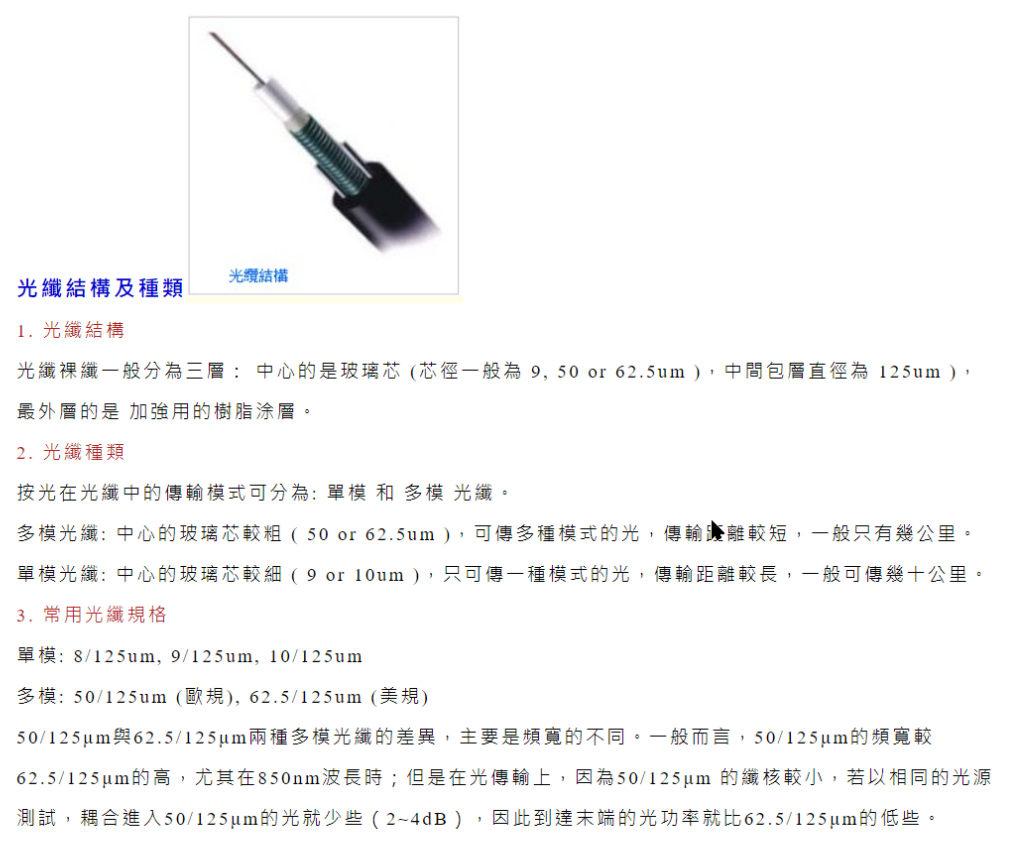 光纜結構
光纖結構及種類
1. 光纖結構
光纖裸纖一般分為三層： 中心的是玻璃芯 (芯徑一般為 9, 50 or 62.5um )，中間包層直徑為 125um )，
最外層的是 加強用的樹脂涂層。
2. 光纖種類
按光在光纖中的傳輸模式可分為: 單模 和 多模 光纖。
多模光纖: 中心的玻璃芯較粗 ( 50 or 62.5um )，可傳多種模式的光，傳輸距離較短，一般只有幾公里。
單模光纖: 中心的玻璃芯較細 ( 9 or 10um )，只可傳一種模式的光，傳輸距離較長，一般可傳幾十公里。
3. 常用光纖規格
單模: 8/125um, 9/125um, 10/125um
多模: 50/125um (歐規), 62.5/125um (美規)
50/125μm與62.5/125μm兩種多模光纖的差異，主要是頻寬的不同。一般而言，50/125μm的頻寬較
62.5/125μm的高，尤其在850nm波長時；但是在光傳輸上，因為50/125μm 的纖核較小，若以相同的光源
測試，耦合進入50/125μm的光就少些（2~4dB），因此到達末端的光功率就比62.5/125μm的低些。